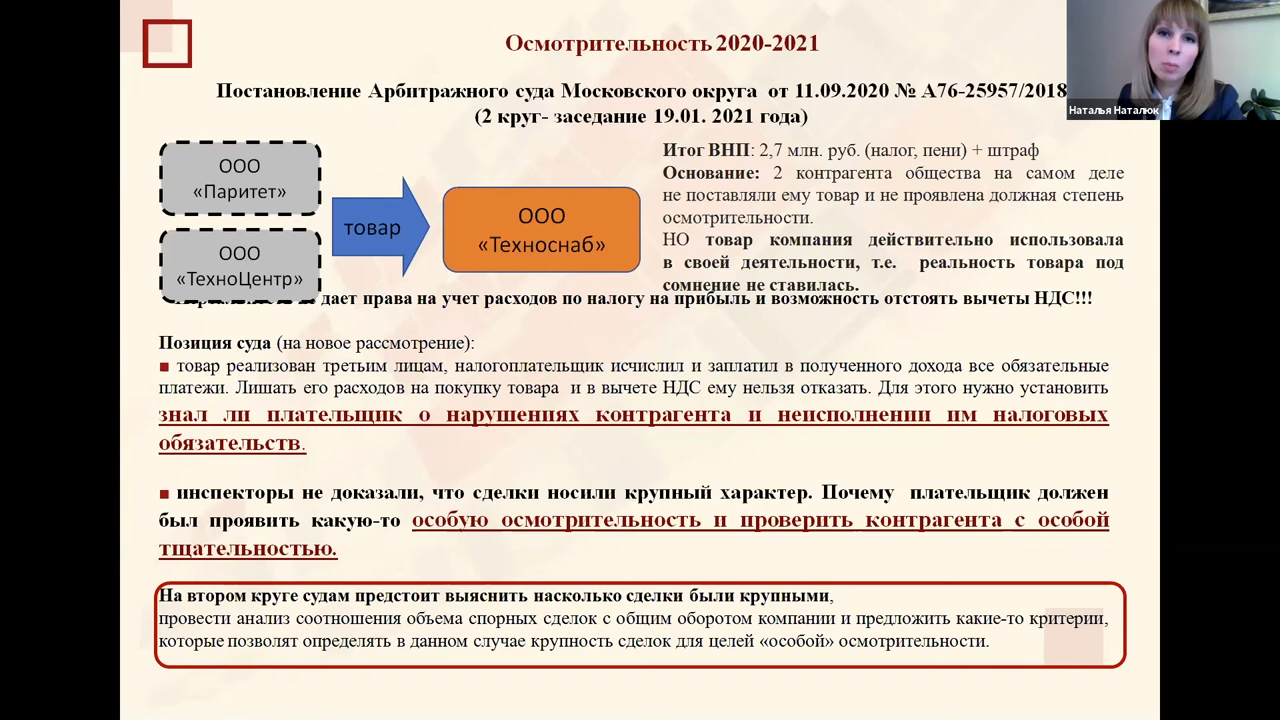 Осмотрительность 2020-2021
Постановление Арбитражного суда Московского округа от 11.09.2020 № А76-25957/2018
(2 круг- заседание 19.01. 2021 года)
Наталья Наталюк
ООО
«Паритет»
ООО
«ТехноЦентр»
товар
ООО
«Техноснаб»
Итог ВНП: 2,7 млн. руб. (налог, пени) + штраф
Основание: 2 контрагента общества на самом деле
не поставляли ему товар и не проявлена должная степень
осмотрительности.
НО товар компания действительно использовала
в своей деятельности, т.е. реальность товара под
сомнение не ставилась.
дает права на учет расходов по налогу на прибыль и возможность отстоять вычеты НДС!!!
Позиция суда (на новое рассмотрение):
товар реализован третьим лицам, налогоплательщик исчислил и заплатил в полученного дохода все обязательные
платежи. Лишать его расходов на покупку товара и в вычете НДС ему нельзя отказать. Для этого нужно установить
знал ли плательщик о нарушениях контрагента и неисполнении им налоговых
обязательств.
инспекторы не доказали, что сделки носили крупный характер. Почему плательщик должен
был проявить какую-то особую осмотрительность и проверить контрагента с особой
тщательностью.
На втором круге судам предстоит выяснить насколько сделки были крупными,
провести анализ соотношения объема спорных сделок с общим оборотом компании и предложить какие-то критерии,
которые позволят определять в данном случае крупность сделок для целей «особой» осмотрительности.